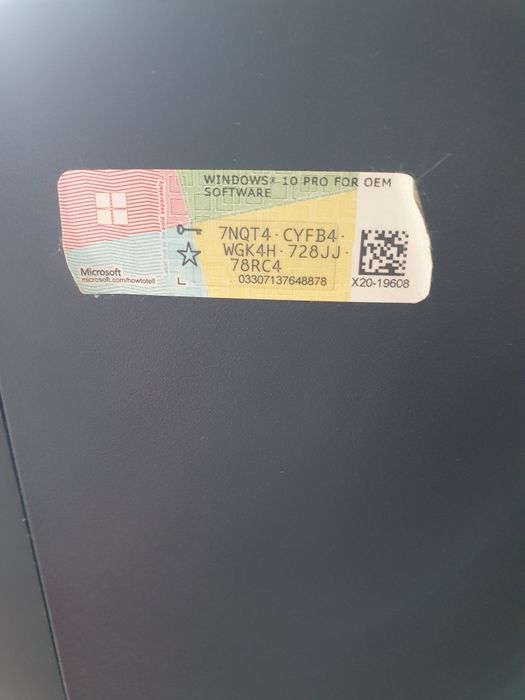 WINDOWS® 10 PRO FOR OEM
SOFTWARE
7NQT4-CYFB4-
WGK4H-728JJ-
78RC4
03307137648878
X20-19608
Microsoft
microsoft.com/howtotell
L